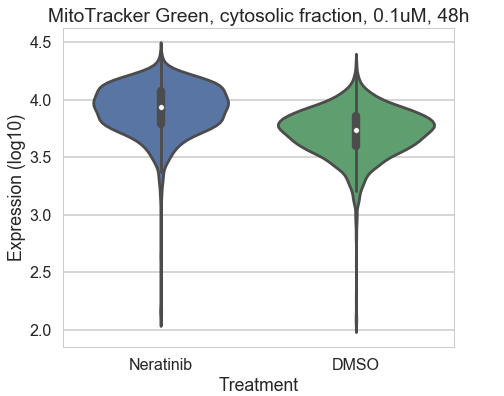 MitoTracker Green, cytosolic fraction, 0.1uM, 48h
4.5
4.0
3.5
3.0
2.5
2.0
Expression (log10)
Neratinib DMSO
Treatment